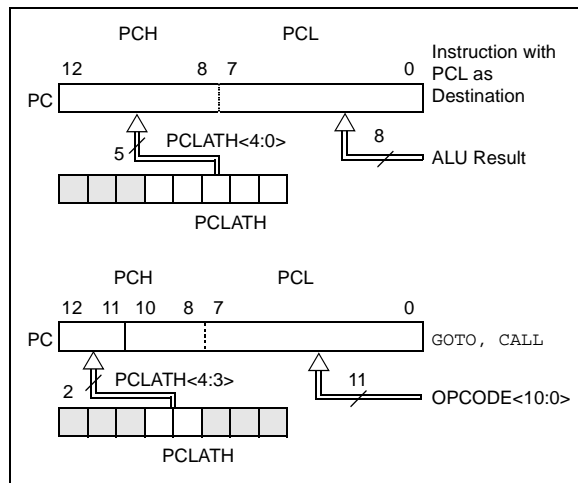 PCH PCL
12 8 7 0
Instruction with
PCL as
Destination
PC
5 PCLATH<4:0> 8
ALU Result
PCLATH
PCH PCL
12 11 10 8 7 0
PC GOTO, CALL
2 PCLATH<4:3> 11
OPCODE<10:0>
PCLATH